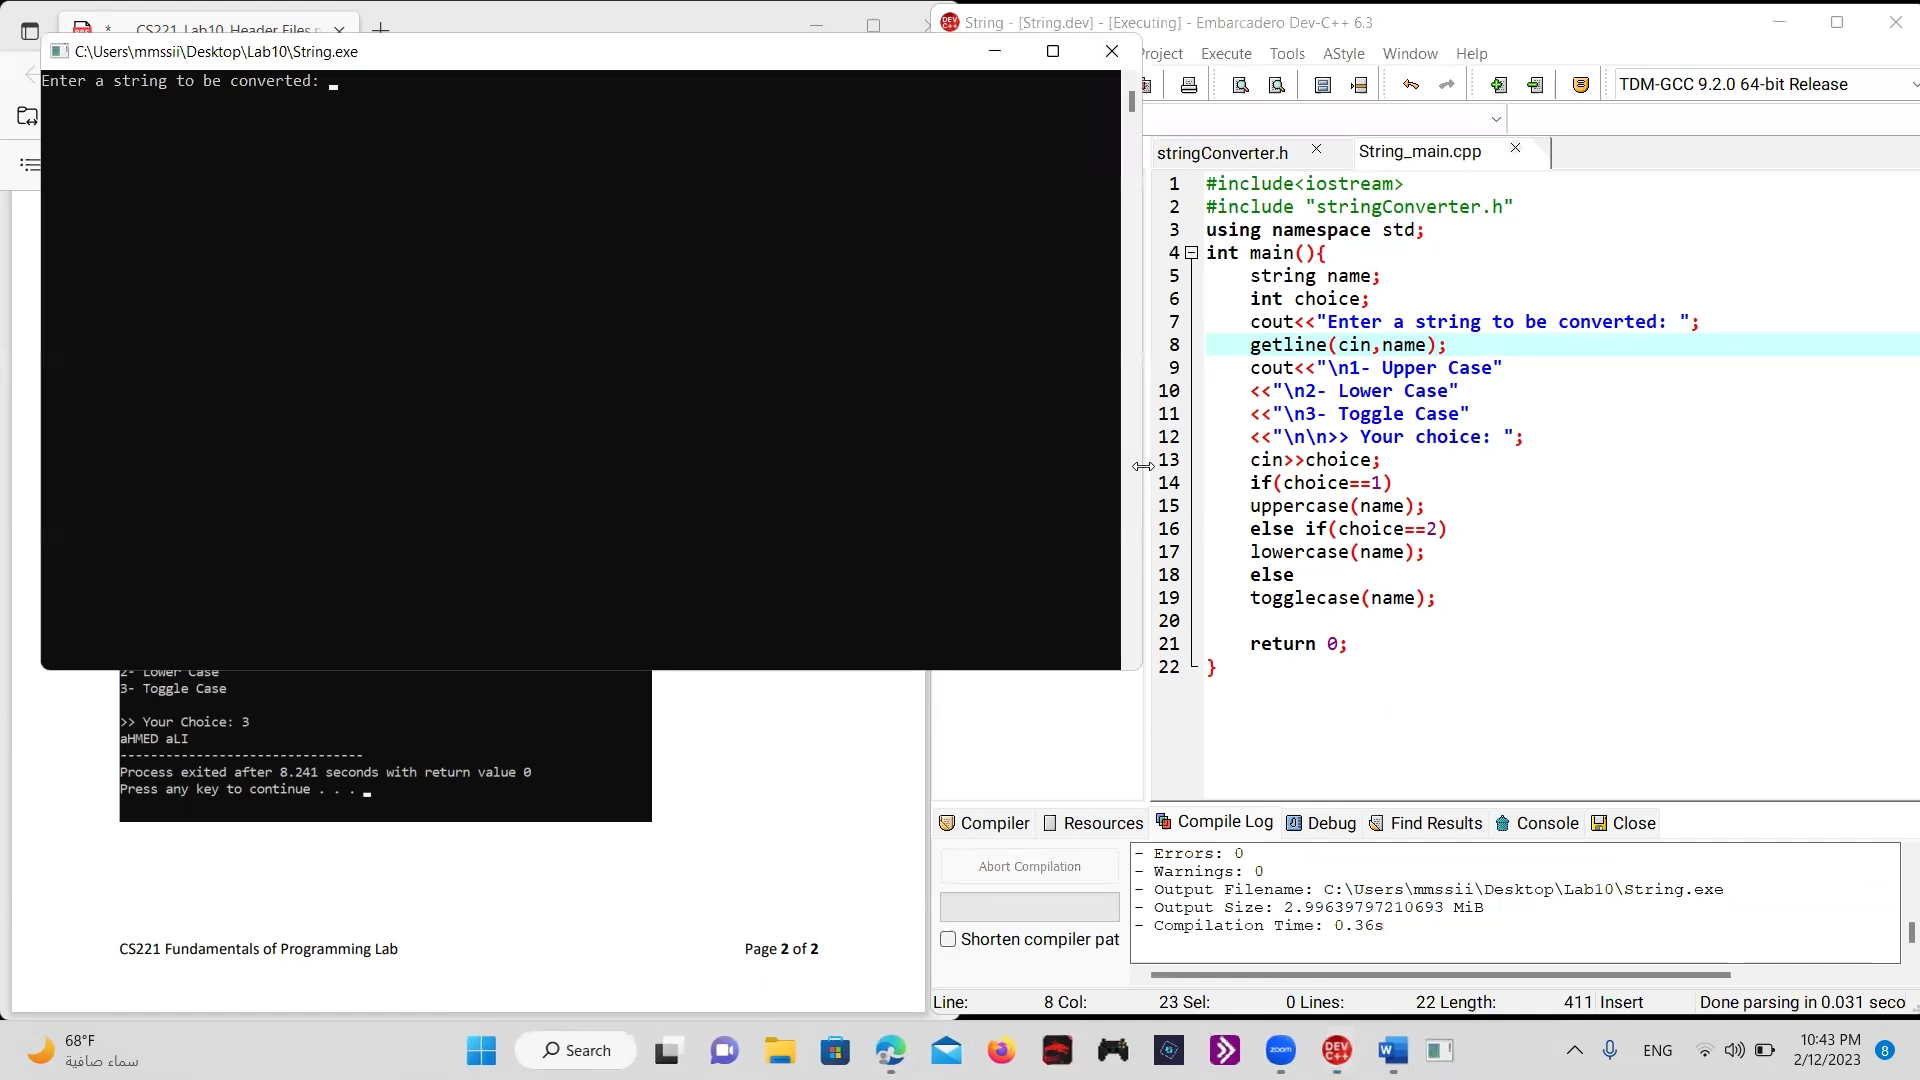 CS221_Lab10_Header Files
C:\Users\mmssii\Desktop\Lab10\String.exe
Enter a string to be converted:
3- Toggle Case
>> Your Choice: 3
aHMED aLI
--------------------------------
Process exited after 8.241 seconds with return value 0
Press any key to continue . . .
CS221 Fundamentals of Programming Lab
Page 2 of 2
String - [String.dev] - [Executing] - Embarcadero Dev-C++ 6.3
Project Execute Tools AStyle Window Help
TDM-GCC 9.2.0 64-bit Release
stringConverter.h
String_main.cpp
1 #include<iostream>
2 #include "stringConverter.h"
3 using namespace std;
4 int main(){
5 string name;
6 int choice;
7 cout<<"Enter a string to be converted: ";
8 getline(cin,name);
9 cout<<"\n1- Upper Case"
10 <<"\n2- Lower Case"
11 <<"\n3- Toggle Case"
12 <<"\n\n>> Your choice: ";
13 cin>>choice;
14 if(choice==1)
15 uppercase(name);
16 else if(choice==2)
17 lowercase(name);
18 else
19 togglecase(name);
20
21 return 0;
22 }
Compiler Resources Compile Log Debug Find Results Console Close
Abort Compilation
Shorten compiler pat
- Errors: 0
- Warnings: 0
- Output Filename: C:\Users\mmssii\Desktop\Lab10\String.exe
- Output Size: 2.99639797210693 MiB
- Compilation Time: 0.36s
Line: 8 Col: 23 Sel: 0 Lines: 22 Length: 411 Insert Done parsing in 0.031 seco
68°F
سماء صافية
Search
zoom
DEV C++
ENG
10:43 PM
2/12/2023
8